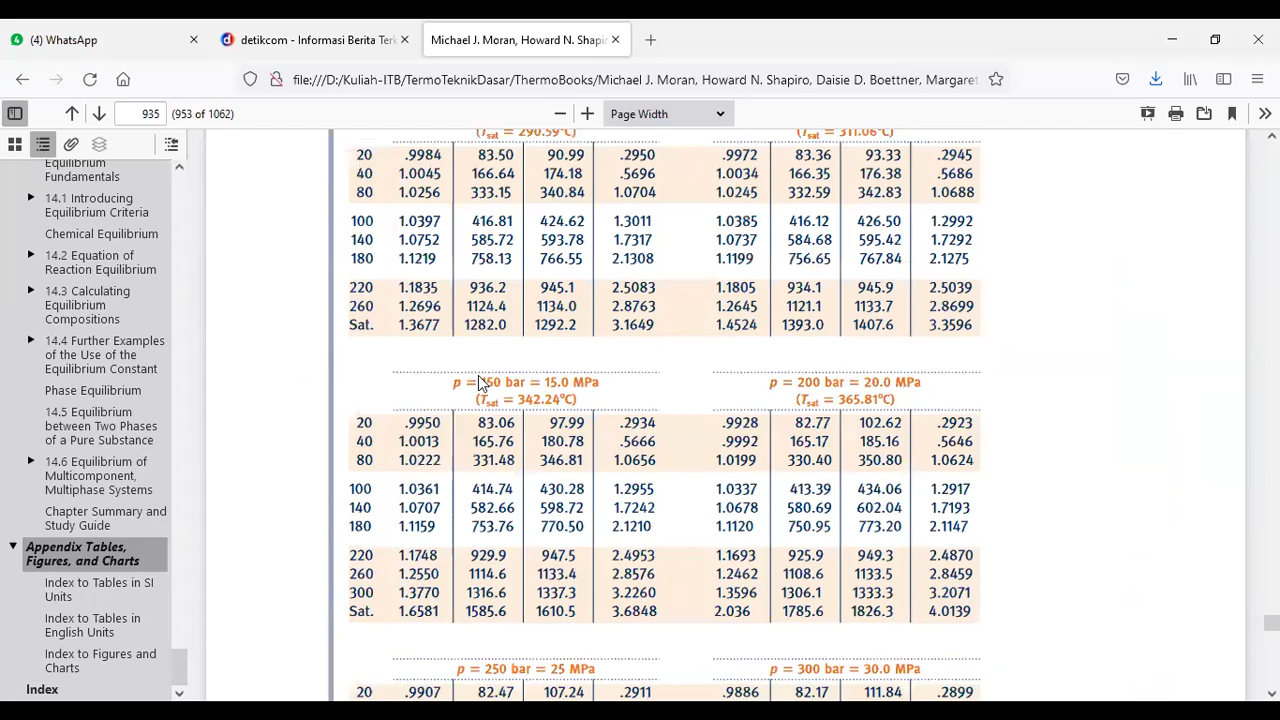 (4) WhatsApp
detikcom - Informasi Berita Terk
Michael J. Moran, Howard N. Shapir
file:///D:/Kuliah-ITB/TermoTeknikDasar/ThermoBooks/Michael J. Moran, Howard N. Shapiro, Daisie D. Boettner, Margaret
935 (953 of 1062)
Page Width
Equilibrium
Fundamentals
14.1 Introducing
Equilibrium Criteria
Chemical Equilibrium
14.2 Equation of
Reaction Equilibrium
14.3 Calculating
Equilibrium
Compositions
14.4 Further Examples
of the Use of the
Equilibrium Constant
Phase Equilibrium
14.5 Equilibrium
between Two Phases
of a Pure Substance
14.6 Equilibrium of
Multicomponent,
Multiphase Systems
Chapter Summary and
Study Guide
Appendix Tables,
Figures, and Charts
Index to Tables in SI
Units
Index to Tables in
English Units
Index to Figures and
Charts
Index
(Tsat = 290.59°C) (Tsat = 311.06°C)
20 .9984 83.50 90.99 .2950 .9972 83.36 93.33 .2945
40 1.0045 166.64 174.18 .5696 1.0034 166.35 176.38 .5686
80 1.0256 333.15 340.84 1.0704 1.0245 332.59 342.83 1.0688
100 1.0397 416.81 424.62 1.3011 1.0385 416.12 426.50 1.2992
140 1.0752 585.72 593.78 1.7317 1.0737 584.68 595.42 1.7292
180 1.1219 758.13 766.55 2.1308 1.1199 756.65 767.84 2.1275
220 1.1835 936.2 945.1 2.5083 1.1805 934.1 945.9 2.5039
260 1.2696 1124.4 1134.0 2.8763 1.2645 1121.1 1133.7 2.8699
Sat. 1.3677 1282.0 1292.2 3.1649 1.4524 1393.0 1407.6 3.3596
p = 150 bar = 15.0 MPa p = 200 bar = 20.0 MPa
(Tsat = 342.24°C) (Tsat = 365.81°C)
20 .9950 83.06 97.99 .2934 .9928 82.77 102.62 .2923
40 1.0013 165.76 180.78 .5666 .9992 165.17 185.16 .5646
80 1.0222 331.48 346.81 1.0656 1.0199 330.40 350.80 1.0624
100 1.0361 414.74 430.28 1.2955 1.0337 413.39 434.06 1.2917
140 1.0707 582.66 598.72 1.7242 1.0678 580.69 602.04 1.7193
180 1.1159 753.76 770.50 2.1210 1.1120 750.95 773.20 2.1147
220 1.1748 929.9 947.5 2.4953 1.1693 925.9 949.3 2.4870
260 1.2550 1114.6 1133.4 2.8576 1.2462 1108.6 1133.5 2.8459
300 1.3770 1316.6 1337.3 3.2260 1.3596 1306.1 1333.3 3.2071
Sat. 1.6581 1585.6 1610.5 3.6848 2.036 1785.6 1826.3 4.0139
p = 250 bar = 25 MPa p = 300 bar = 30.0 MPa
20 .9907 82.47 107.24 .2911 .9886 82.17 111.84 .2899